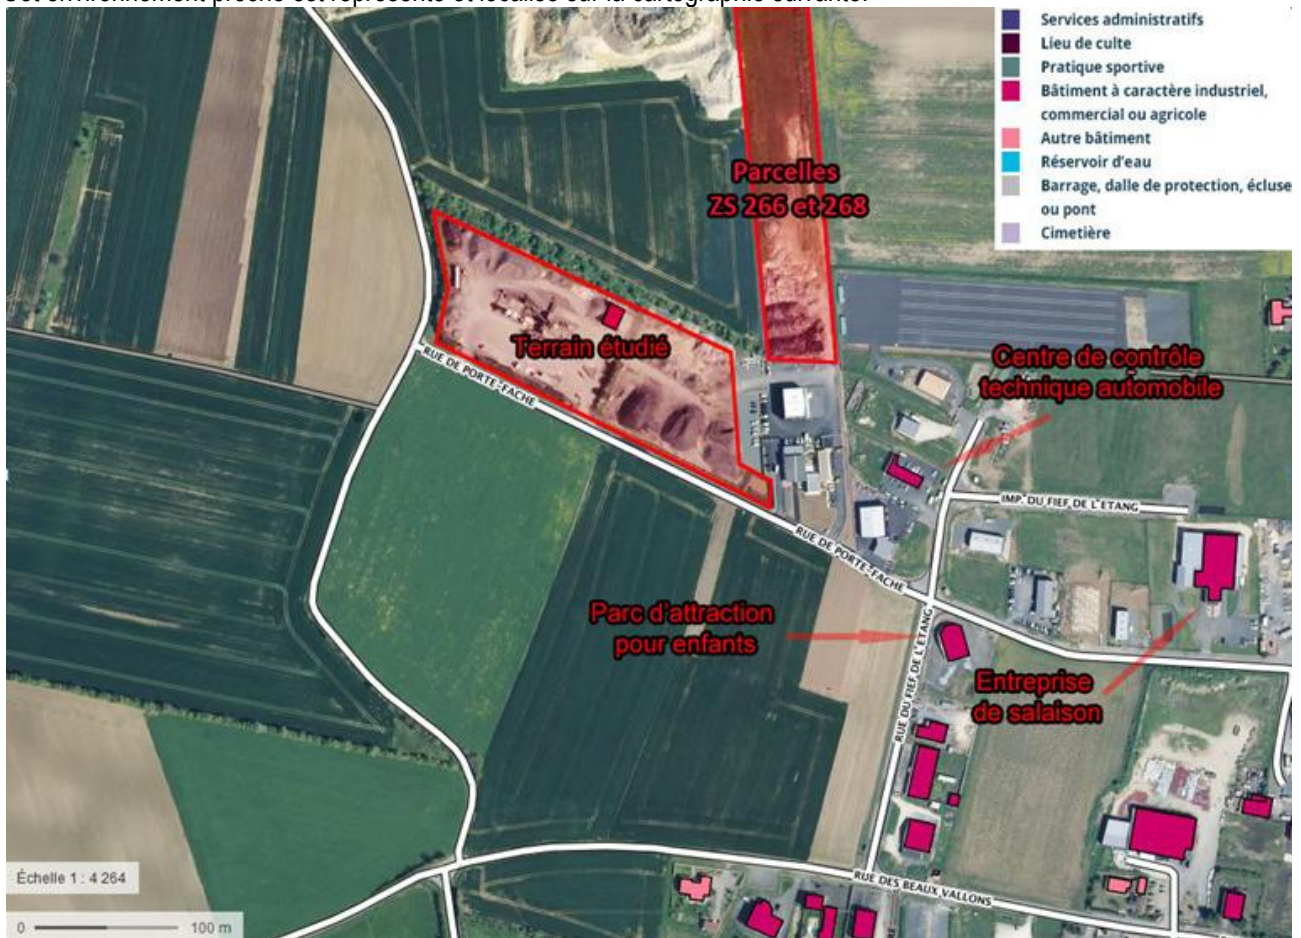 Services administratifs
Lieu de culte
Pratique sportive
Bâtiment à caractère industriel,
commercial ou agricole
Autre bâtiment
Réservoir d'eau
Barrage, dalle de protection, écluse
ou pont
Cimetière
Parcelles
ZS 266 et 268
Terrain étudié
RUE DE PORTE-FACHE
Centre de contrôle
technique automobile
IMP. DU FIEF DE L'ETANG
RUE DE PORTE-FACHE
Parc d'attraction
pour enfants
RUE DU FIEF DE L'ETANG
Entreprise
de salaison
RUE DES BEAUX VALLONS
Échelle 1 : 4 264
0 100 m